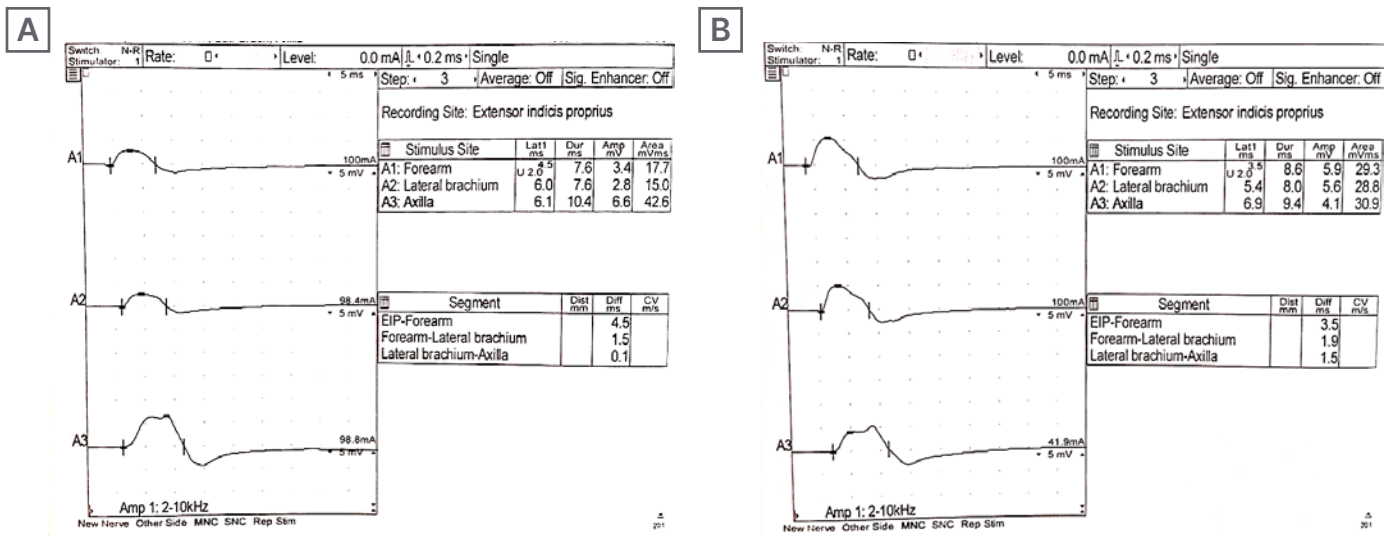 A
Switch: N-R
Stimulator: 1
Rate:
Level: 0.0 mA 0.2 ms Single
5 ms
Step: 3 Average: Off Sig. Enhancer: Off
Recording Site: Extensor indicis proprius
Stimulus Site Lat1 ms Dur ms Amp mV Area mVms
A1: Forearm 4.5 7.6 3.4 17.7
U 2.0
A2: Lateral brachium 6.0 7.6 2.8 15.0
A3: Axilla 6.1 10.4 6.6 42.6
A1
100mA
5 mV
A2
98.4mA
5 mV
Segment Dist mm Diff ms CV m/s
EIP-Forearm 4.5
Forearm-Lateral brachium 1.5
Lateral brachium-Axilla 0.1
A3
98.8mA
5 mV
Amp 1: 2-10kHz
New Nerve Other Side MNC SNC Rep Stim
201
B
Switch: N-R
Stimulator: 1
Rate:
Level: 0.0 mA 0.2 ms Single
5 ms
Step: 3 Average: Off Sig. Enhancer: Off
Recording Site: Extensor indicis proprius
Stimulus Site Lat1 ms Dur ms Amp mV Area mVms
A1: Forearm 3.5 8.6 5.9 29.3
U 2.0
A2: Lateral brachium 5.4 8.0 5.6 28.8
A3: Axilla 6.9 9.4 4.1 30.9
A1
100mA
5 mV
A2
100mA
5 mV
Segment Dist mm Diff ms CV m/s
EIP-Forearm 3.5
Forearm-Lateral brachium 1.9
Lateral brachium-Axilla 1.5
A3
41.9mA
5 mV
Amp 1: 2-10kHz
New Nerve Other Side MNC SNC Rep Stim
201